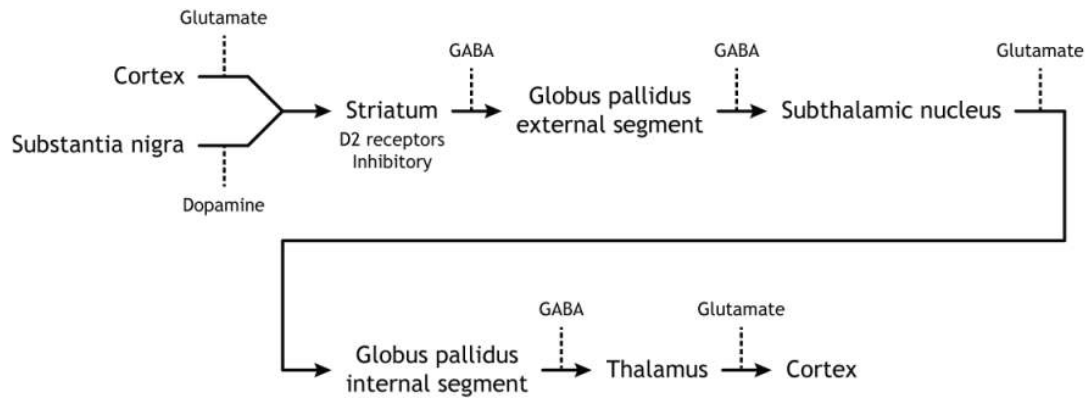 Glutamate
Cortex
Substantia nigra
Dopamine
Striatum
D2 receptors
Inhibitory
GABA
Globus pallidus
external segment
GABA
Subthalamic nucleus
Glutamate
Globus pallidus
internal segment
GABA
Thalamus
Glutamate
Cortex